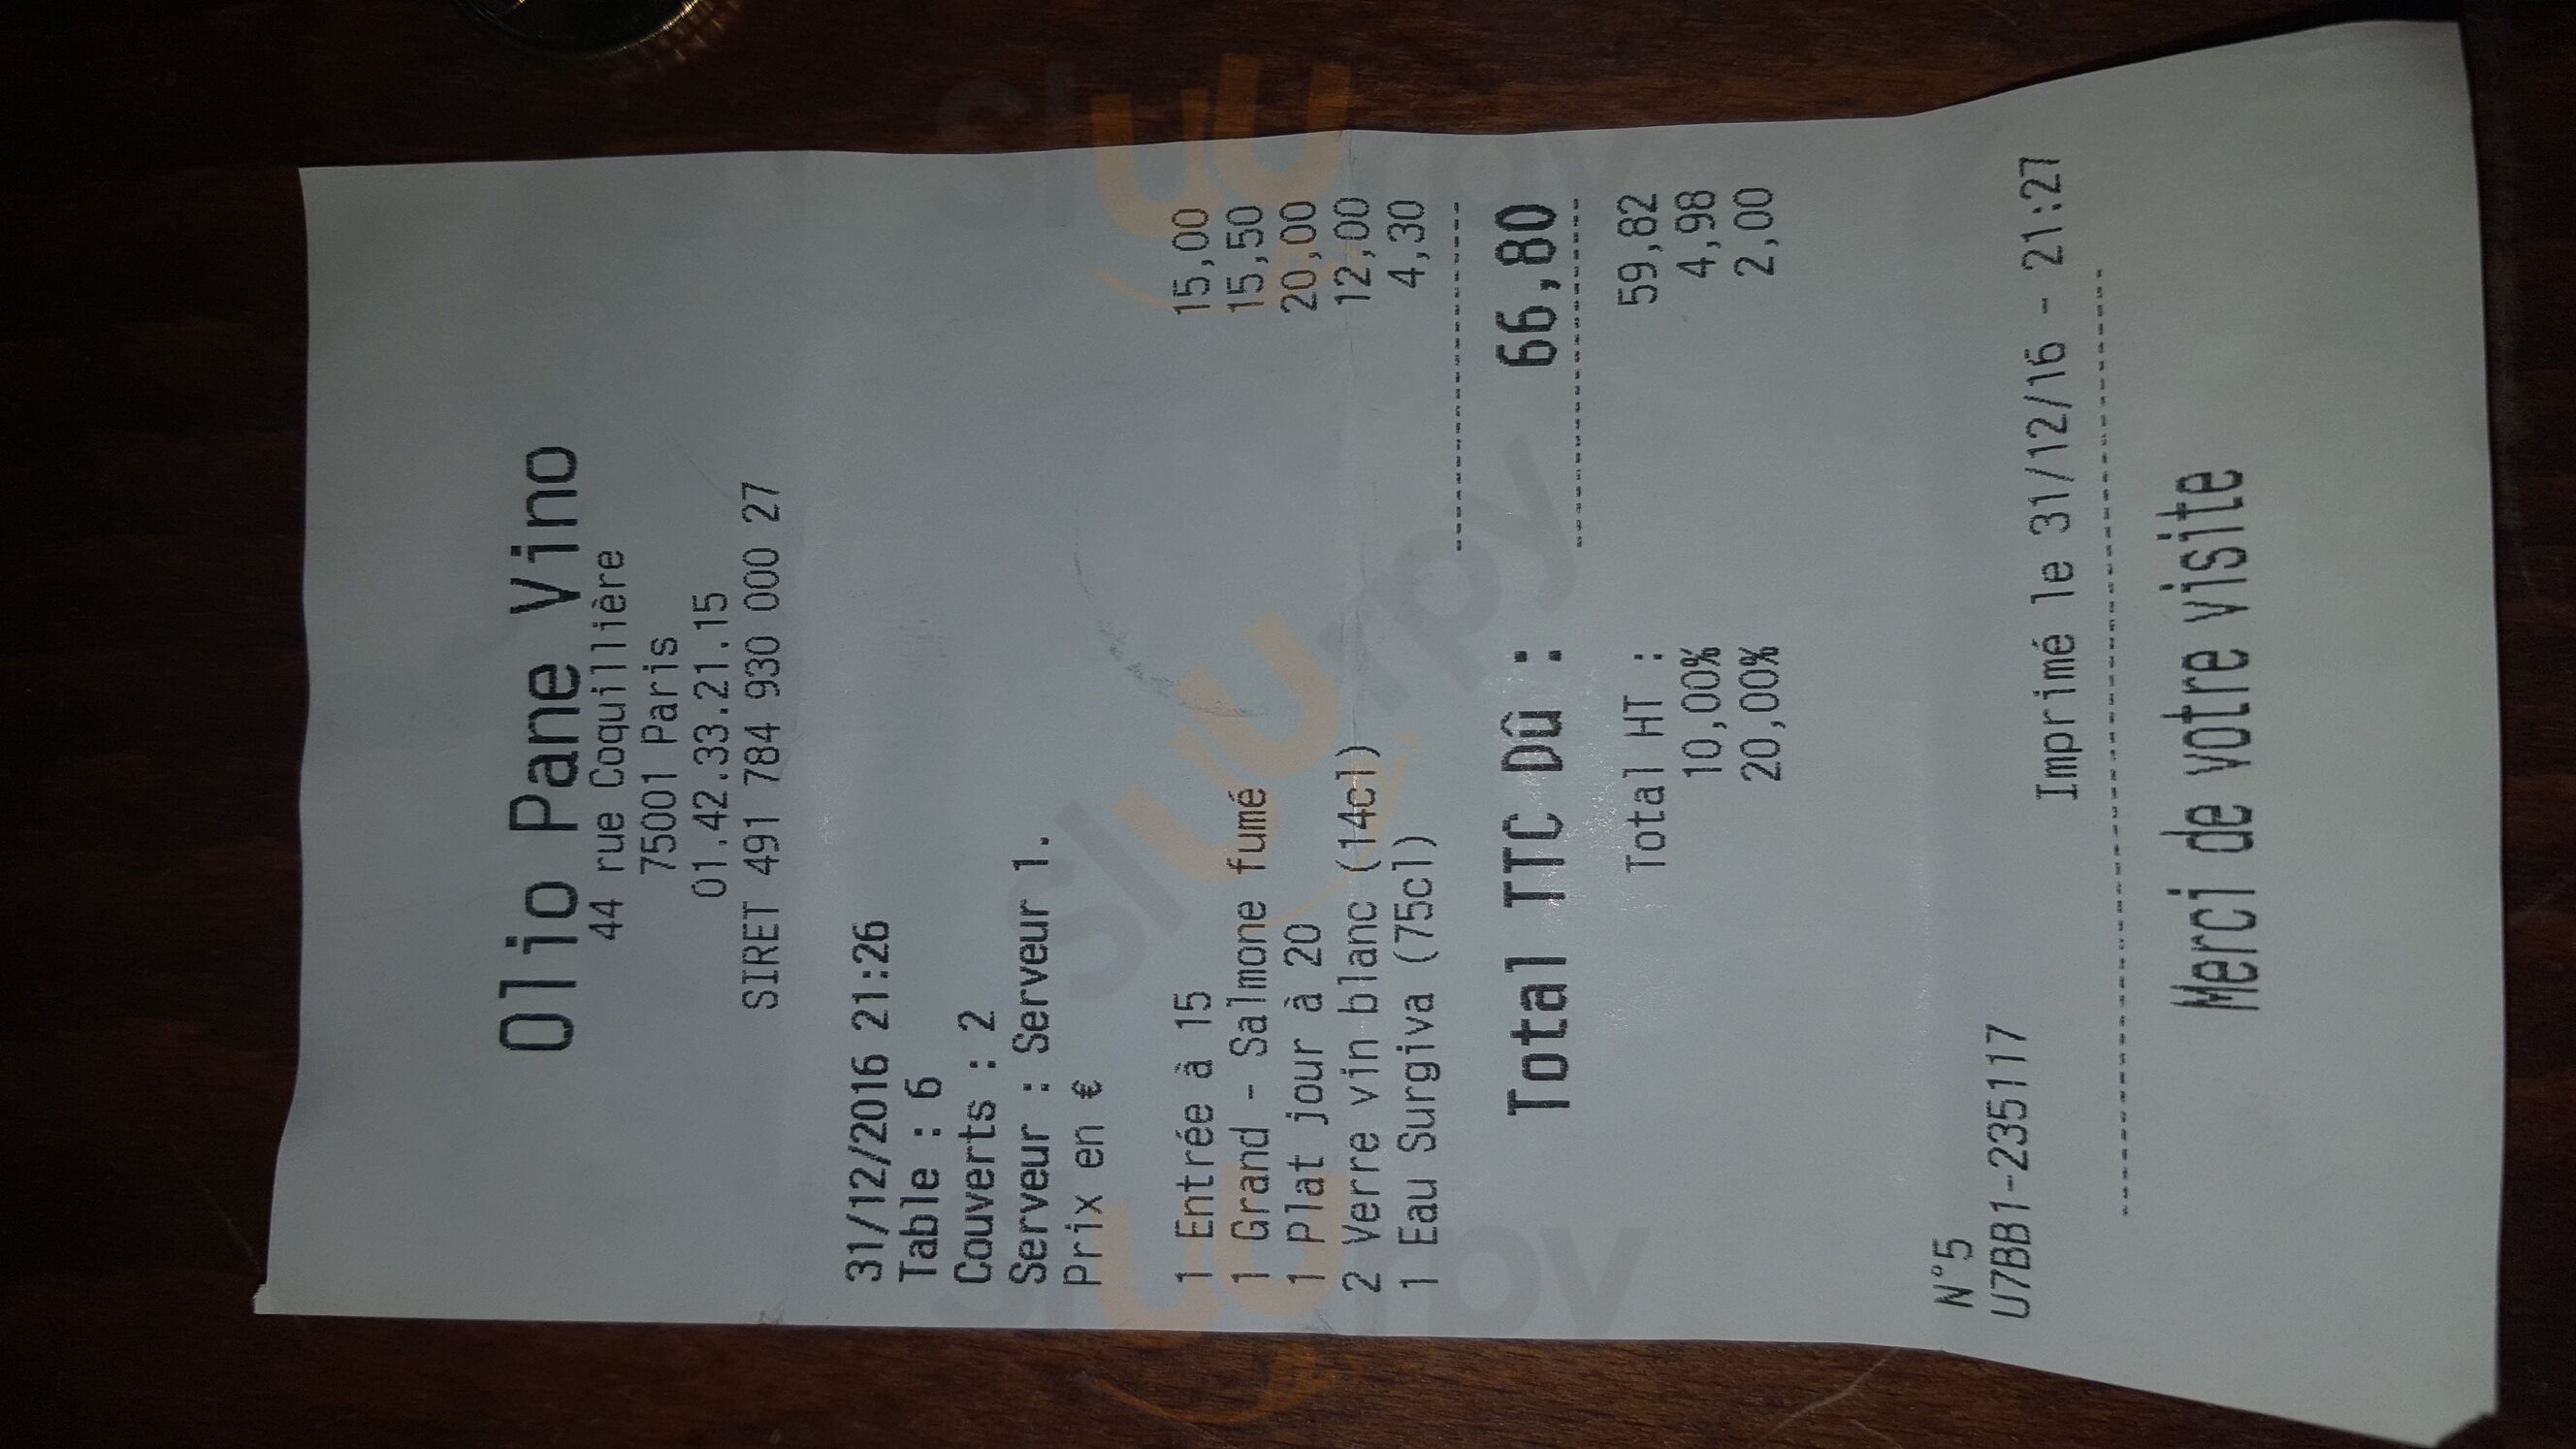 Olio Pane Vino
44 rue Coquillière
75001 Paris
01.42.33.21.15
SIRET 491 784 930 000 27
31/12/2016 21:26
Table : 6
Couverts : 2
Serveur : Serveur 1.
Prix en €
1 Entrée à 15 15,00
1 Grand - Salmone fumé 15,50
1 Plat jour à 20 20,00
2 Verre vin blanc (14cl) 12,00
1 Eau Surgiva (75cl) 4,30
Total TTC Dû : 66,80
Total HT : 59,82
10,00% 4,98
20,00% 2,00
N°5
U7BB1-235117
Imprimé le 31/12/16 - 21:27
Merci de votre visite
sluurpy
sluurpy
sluurpy